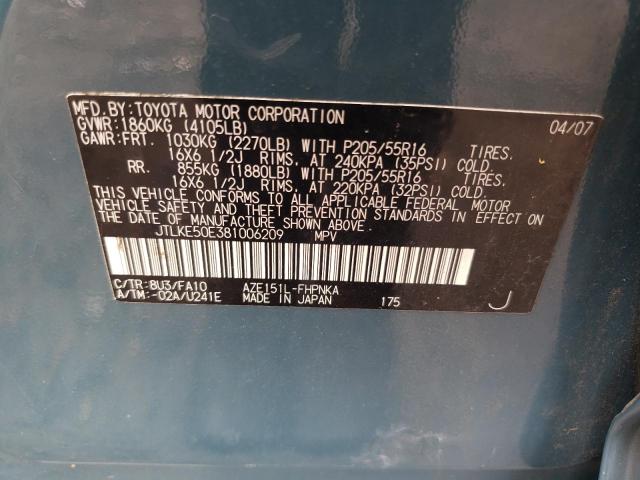 MFD.BY:TOYOTA MOTOR CORPORATION 04/07
GVWR:1860KG (4105LB)
GAWR:FRT. 1030KG (2270LB) WITH P205/55R16 TIRES.
16X6 1/2J RIMS, AT 240KPA (35PSI) COLD.
RR. 855KG (1880LB) WITH P205/55R16 TIRES.
16X6 1/2J RIMS, AT 220KPA (32PSI) COLD.
THIS VEHICLE CONFORMS TO ALL APPLICABLE FEDERAL MOTOR
VEHICLE SAFETY AND THEFT PREVENTION STANDARDS IN EFFECT ON
THE DATE OF MANUFACTURE SHOWN ABOVE.
JTLKE50E381006209 MPV
C/TR:8U3/FA10 AZE151L-FHPNKA
A/TM:-02A/U241E MADE IN JAPAN 175 J